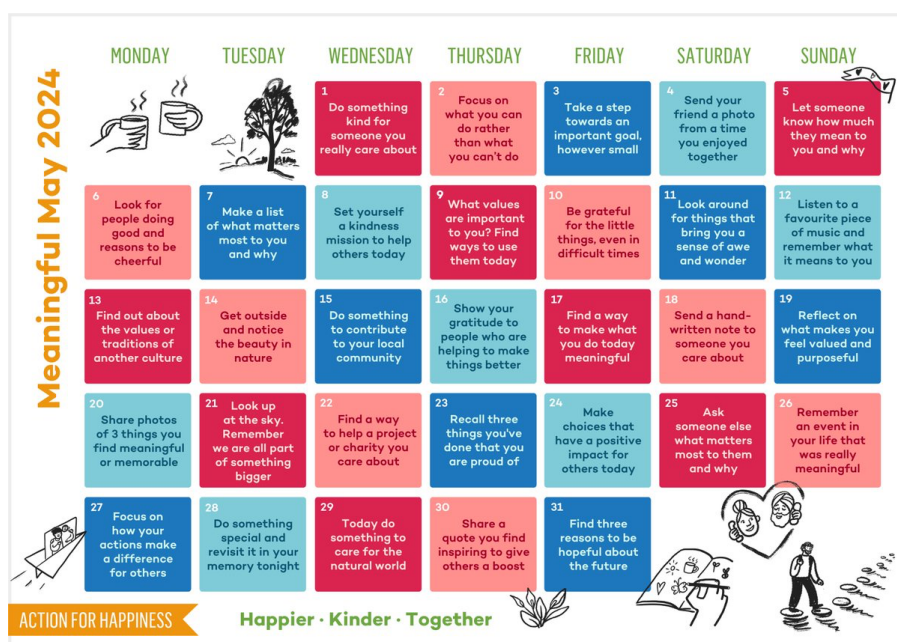 Meaningful May 2024
MONDAY
TUESDAY
WEDNESDAY
THURSDAY
FRIDAY
SATURDAY
SUNDAY
1
Do something
kind for
someone you
really care about
2
Focus on
what you can
do rather
than what
you can't do
3
Take a step
towards an
important goal,
however small
4
Send your
friend a photo
from a time
you enjoyed
together
5
Let someone
know how much
they mean to
you and why
6
Look for
people doing
good and
reasons to be
cheerful
7
Make a list
of what matters
most to you
and why
8
Set yourself
a kindness
mission to help
others today
9
What values
are important
to you? Find
ways to use
them today
10
Be grateful
for the little
things, even in
difficult times
11
Look around
for things that
bring you a
sense of awe
and wonder
12
Listen to a
favourite piece
of music and
remember what
it means to you
13
Find out about
the values or
traditions of
another culture
14
Get outside
and notice
the beauty in
nature
15
Do something
to contribute
to your local
community
16
Show your
gratitude to
people who are
helping to make
things better
17
Find a way
to make what
you do today
meaningful
18
Send a hand-
written note to
someone you
care about
19
Reflect on
what makes you
feel valued and
purposeful
20
Share photos
of 3 things you
find meaningful
or memorable
21
Look up
at the sky.
Remember
we are all part
of something
bigger
22
Find a way
to help a project
or charity you
care about
23
Recall three
things you've
done that you
are proud of
24
Make
choices that
have a positive
impact for
others today
25
Ask
someone else
what matters
most to them
and why
26
Remember
an event in
your life that
was really
meaningful
27
Focus on
how your
actions make
a difference
for others
28
Do something
special and
revisit it in your
memory tonight
29
Today do
something to
care for the
natural world
30
Share a
quote you find
inspiring to give
others a boost
31
Find three
reasons to be
hopeful about
the future
ACTION FOR HAPPINESS
Happier · Kinder · Together